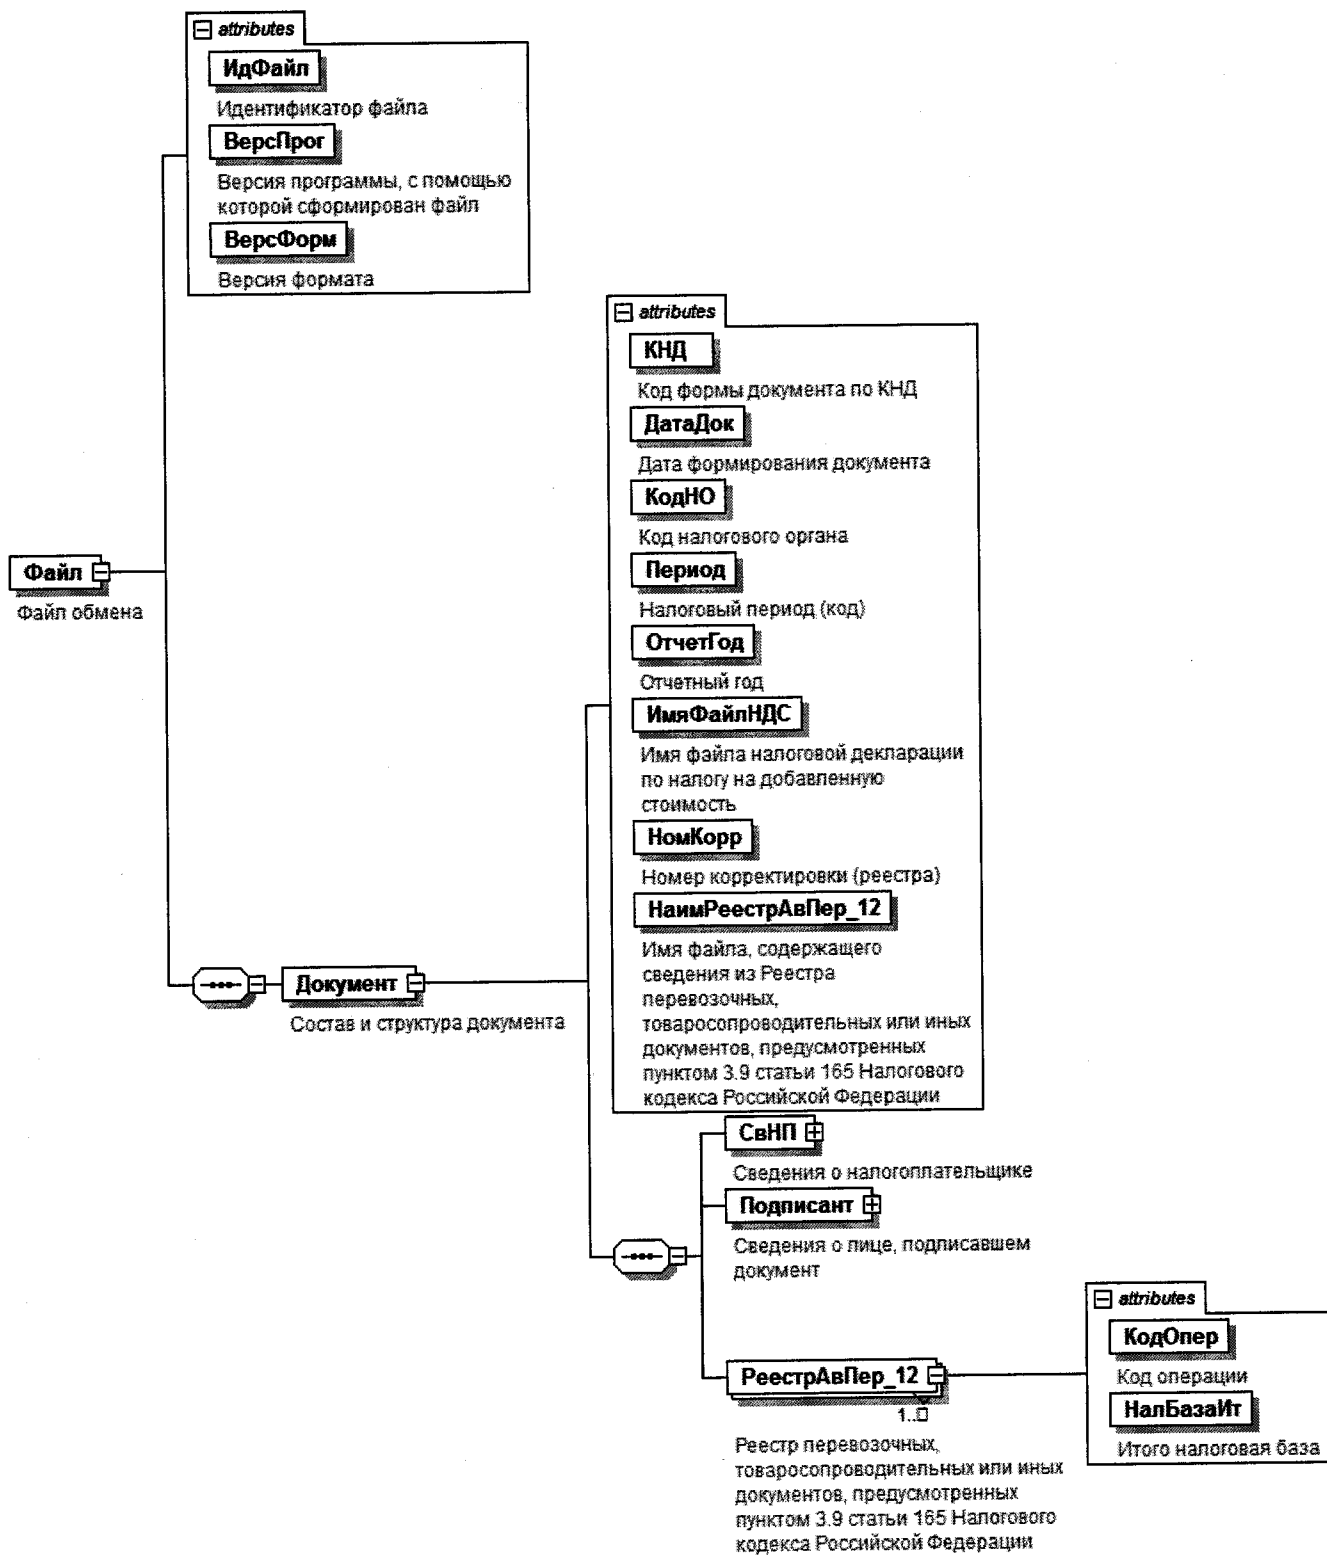 attributes
ИдФайл
Идентификатор файла
ВерсПрог
Версия программы, с помощью
которой сформирован файл
ВерсФорм
Версия формата
attributes
КНД
Код формы документа по КНД
ДатаДок
Дата формирования документа
КодНО
Код налогового органа
Период
Налоговый период (код)
ОтчетГод
Отчетный год
ИмяФайлНДС
Имя файла налоговой декларации
по налогу на добавленную
стоимость
НомКорр
Номер корректировки (реестра)
НаимРеестрАвПер_12
Имя файла, содержащего
сведения из Реестра
перевозочных,
товаросопроводительных или иных
документов, предусмотренных
пунктом 3.9 статьи 165 Налогового
кодекса Российской Федерации
Файл
Файл обмена
Документ
Состав и структура документа
СвНП
Сведения о налогоплательщике
Подписант
Сведения о лице, подписавшем
документ
РеестрАвПер_12
1..□
Реестр перевозочных,
товаросопроводительных или иных
документов, предусмотренных
пунктом 3.9 статьи 165 Налогового
кодекса Российской Федерации
attributes
КодОпер
Код операции
НалБазаИт
Итого налоговая база